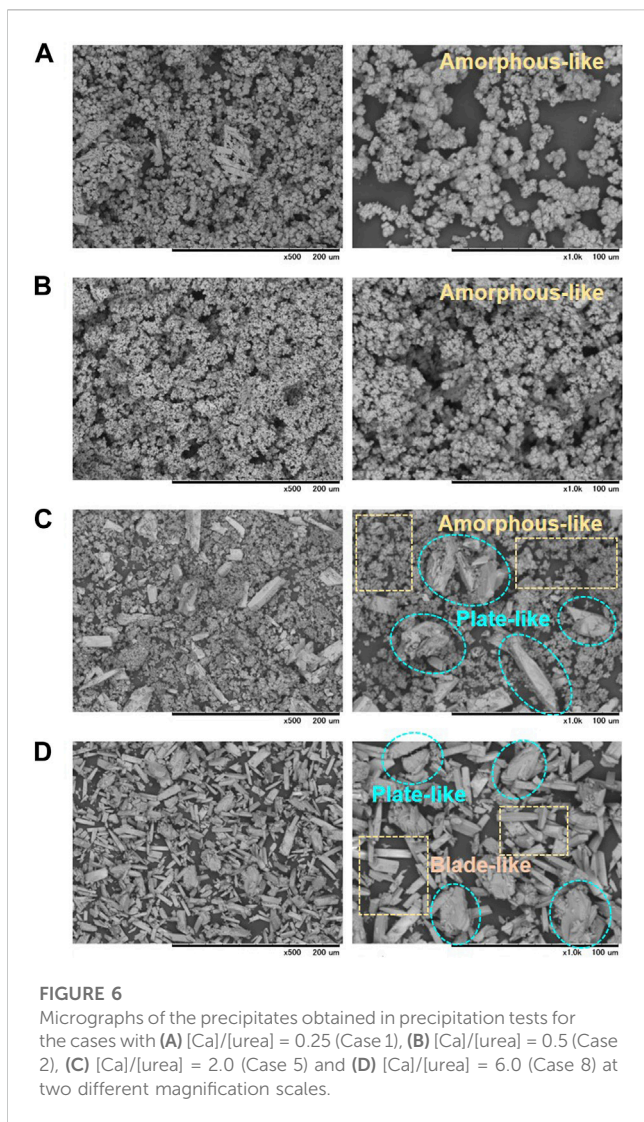 A
Amorphous-like
x500 200 um
x1.0k 100 um
B
Amorphous-like
x500 200 um
x1.0k 100 um
C
Amorphous-like
Plate-like
x500 200 um
x1.0k 100 um
D
Plate-like
Blade-like
x500 200 um
x1.0k 100 um
FIGURE 6
Micrographs of the precipitates obtained in precipitation tests for
the cases with (A) [Ca]/[urea] = 0.25 (Case 1), (B) [Ca]/[urea] = 0.5 (Case
2), (C) [Ca]/[urea] = 2.0 (Case 5) and (D) [Ca]/[urea] = 6.0 (Case 8) at
two different magnification scales.